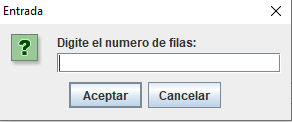 Entrada
Digite el numero de filas:
Aceptar
Cancelar